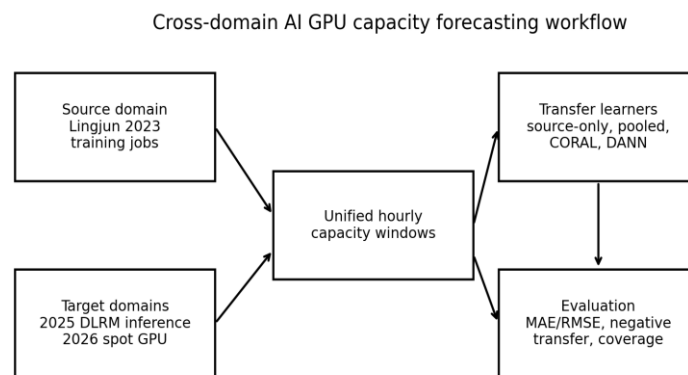 Cross-domain AI GPU capacity forecasting workflow
Source domain
Lingjun 2023
training jobs
Transfer learners
source-only, pooled,
CORAL, DANN
Unified hourly
capacity windows
Target domains
2025 DLRM inference
2026 spot GPU
Evaluation
MAE/RMSE, negative
transfer, coverage